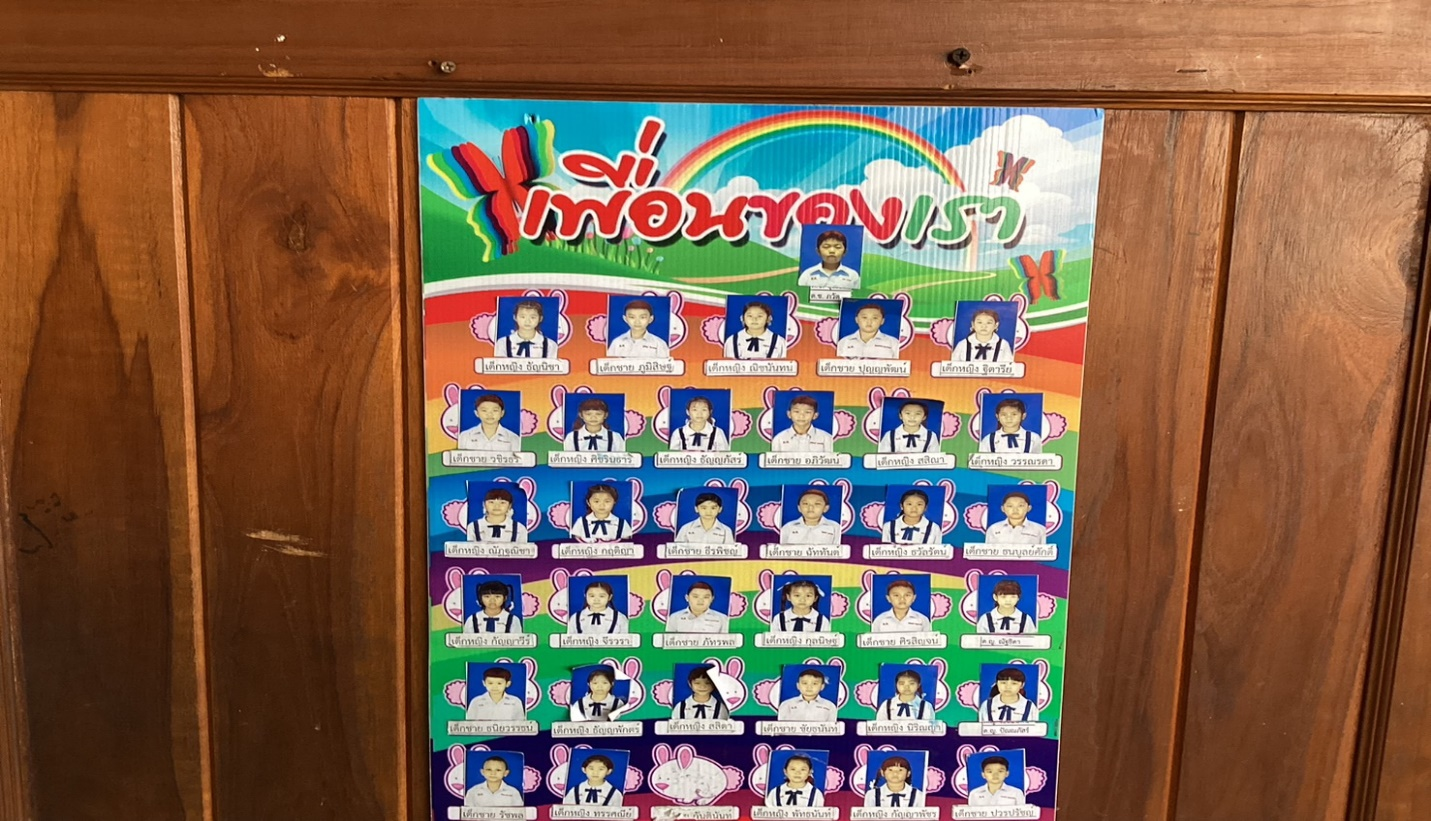 เพื่อนของเรา
ด.ช. ภวัต
เด็กหญิง ธัญนิชา เด็กชาย ภูมิสิษฐ เด็กหญิง ณิชนันทน์ เด็กชาย ปุญญพัฒน์ เด็กหญิง ฐิตารีย์
เด็กชาย วชิรธร เด็กหญิง ศิขรินธาร์ เด็กหญิง ธัญญภัสร์ เด็กชาย อภิวัฒน์ เด็กหญิง สสิณา เด็กหญิง วรรณรดา
เด็กหญิง ณัฏฐณิชา เด็กหญิง กฤติญา เด็กชาย ธีรพิชญ์ เด็กชาย นัททันต์ เด็กหญิง ธวัลรัตน์ เด็กชาย ธนบูลยศักดิ์
เด็กหญิง กัญญาวีร์ เด็กหญิง จีรวรา เด็กชาย ภัทรพล เด็กหญิง กุลนิษฐ์ เด็กชาย ศิรสิญจน์ ด.ญ. ณัฐธิดา
เด็กชาย ธนิยวรรธน์ เด็กหญิง ธัญญพักตร์ เด็กหญิง สสิตา เด็กชาย ชัยธนันท์ เด็กหญิง นิริณญา ด.ญ.
เด็กชาย รัชพล เด็กหญิง ทรรศณีย์ เด็กหญิง พัทธนันท์ เด็กหญิง กัญญาพัชร เด็กชาย ปวรปรัชญ์